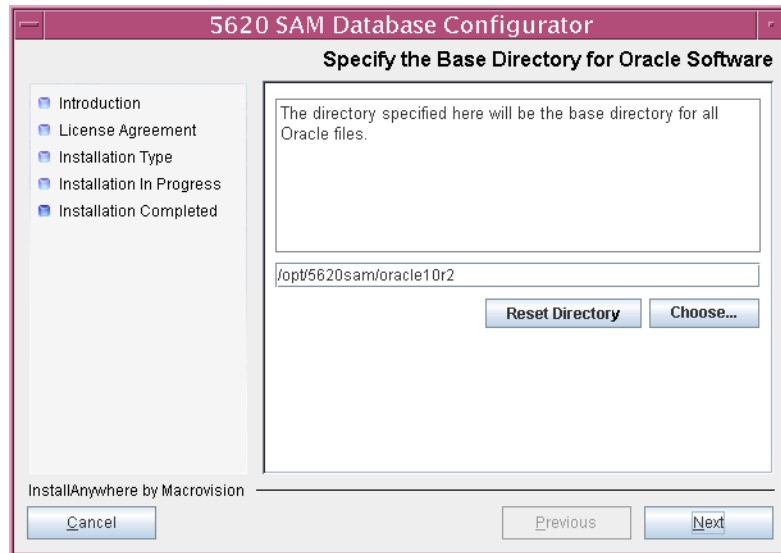 5620 SAM Database Configurator
Specify the Base Directory for Oracle Software
Introduction
License Agreement
Installation Type
Installation In Progress
Installation Completed
The directory specified here will be the base directory for all
Oracle files.
/opt/5620sam/oracle10r2
Reset Directory
Choose...
InstallAnywhere by Macrovision
Cancel
Previous
Next